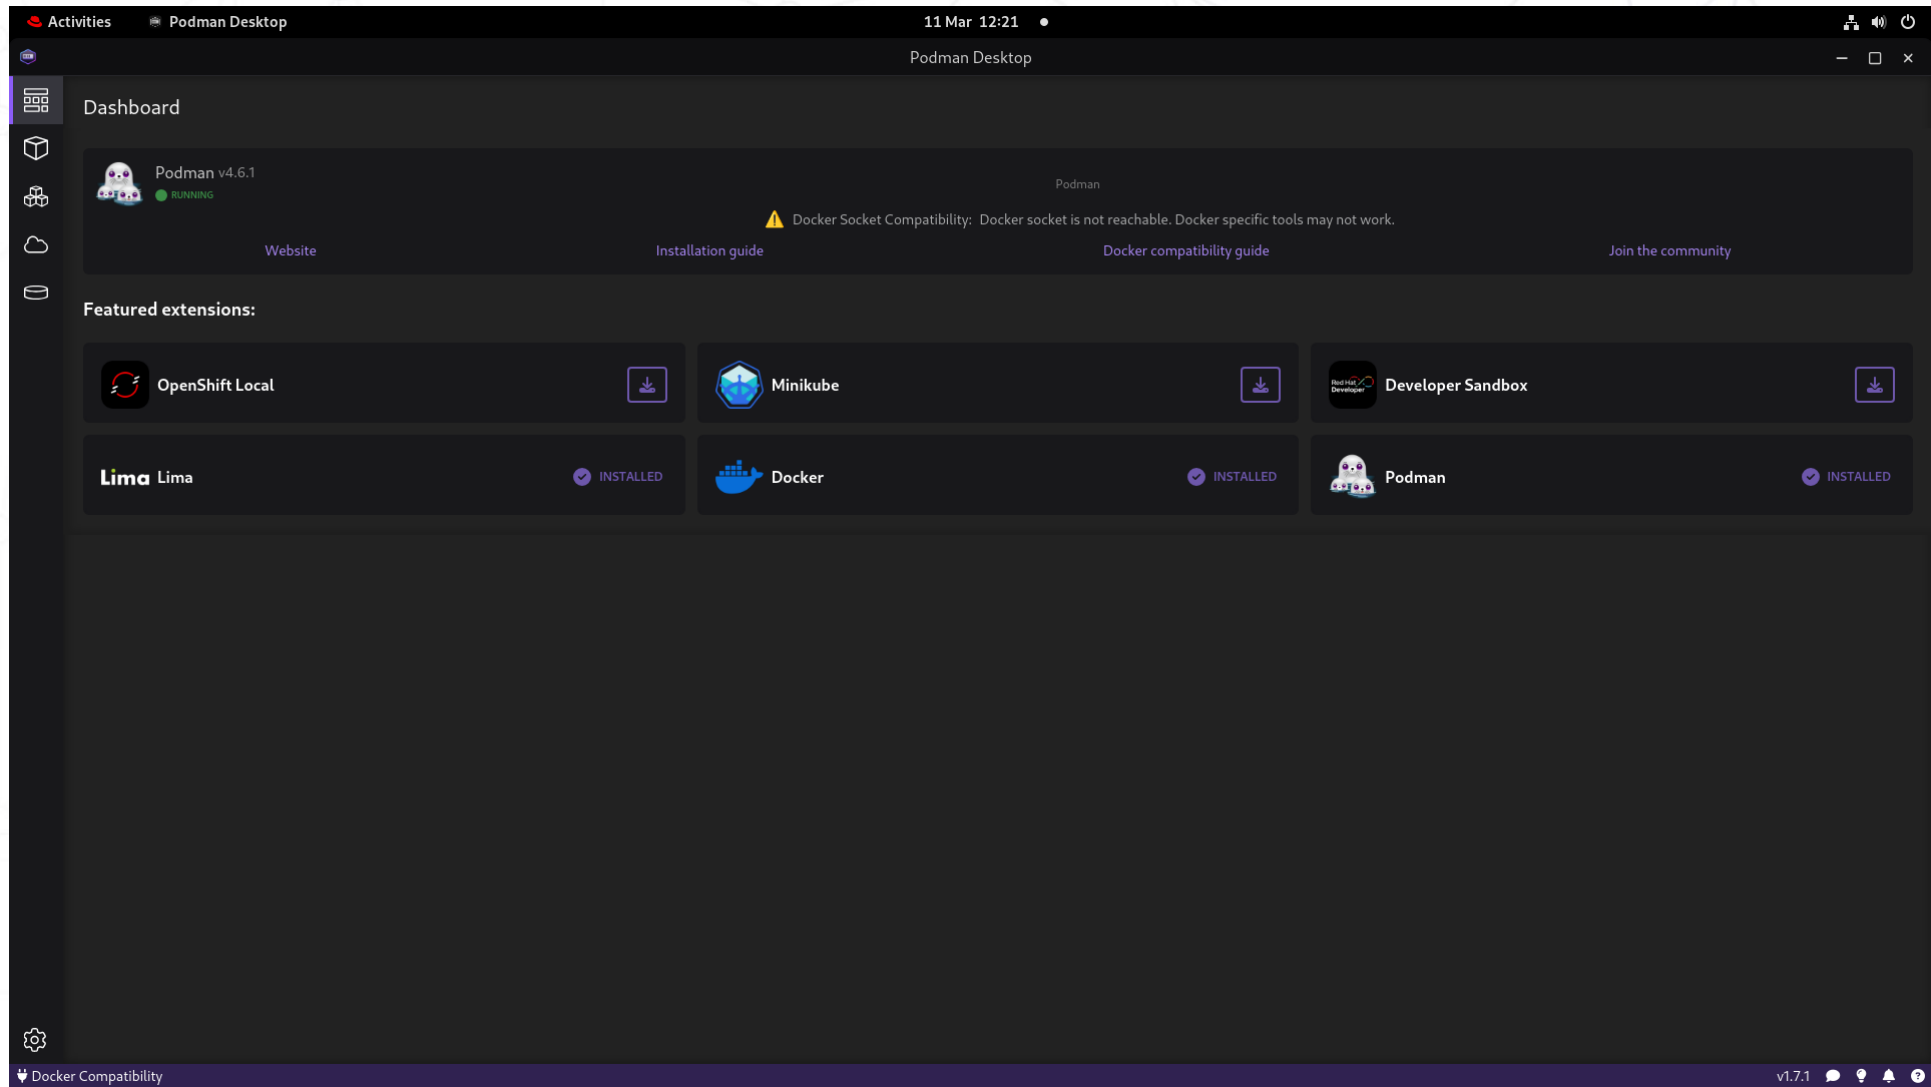 Activities Podman Desktop 11 Mar 12:21
Podman Desktop
Dashboard
Podman v4.6.1
RUNNING
Podman
Docker Socket Compatibility: Docker socket is not reachable. Docker specific tools may not work.
Website Installation guide Docker compatibility guide Join the community
Featured extensions:
OpenShift Local Minikube Red Hat Developer Developer Sandbox
Lima Lima INSTALLED Docker INSTALLED Podman INSTALLED
Docker Compatibility v1.7.1